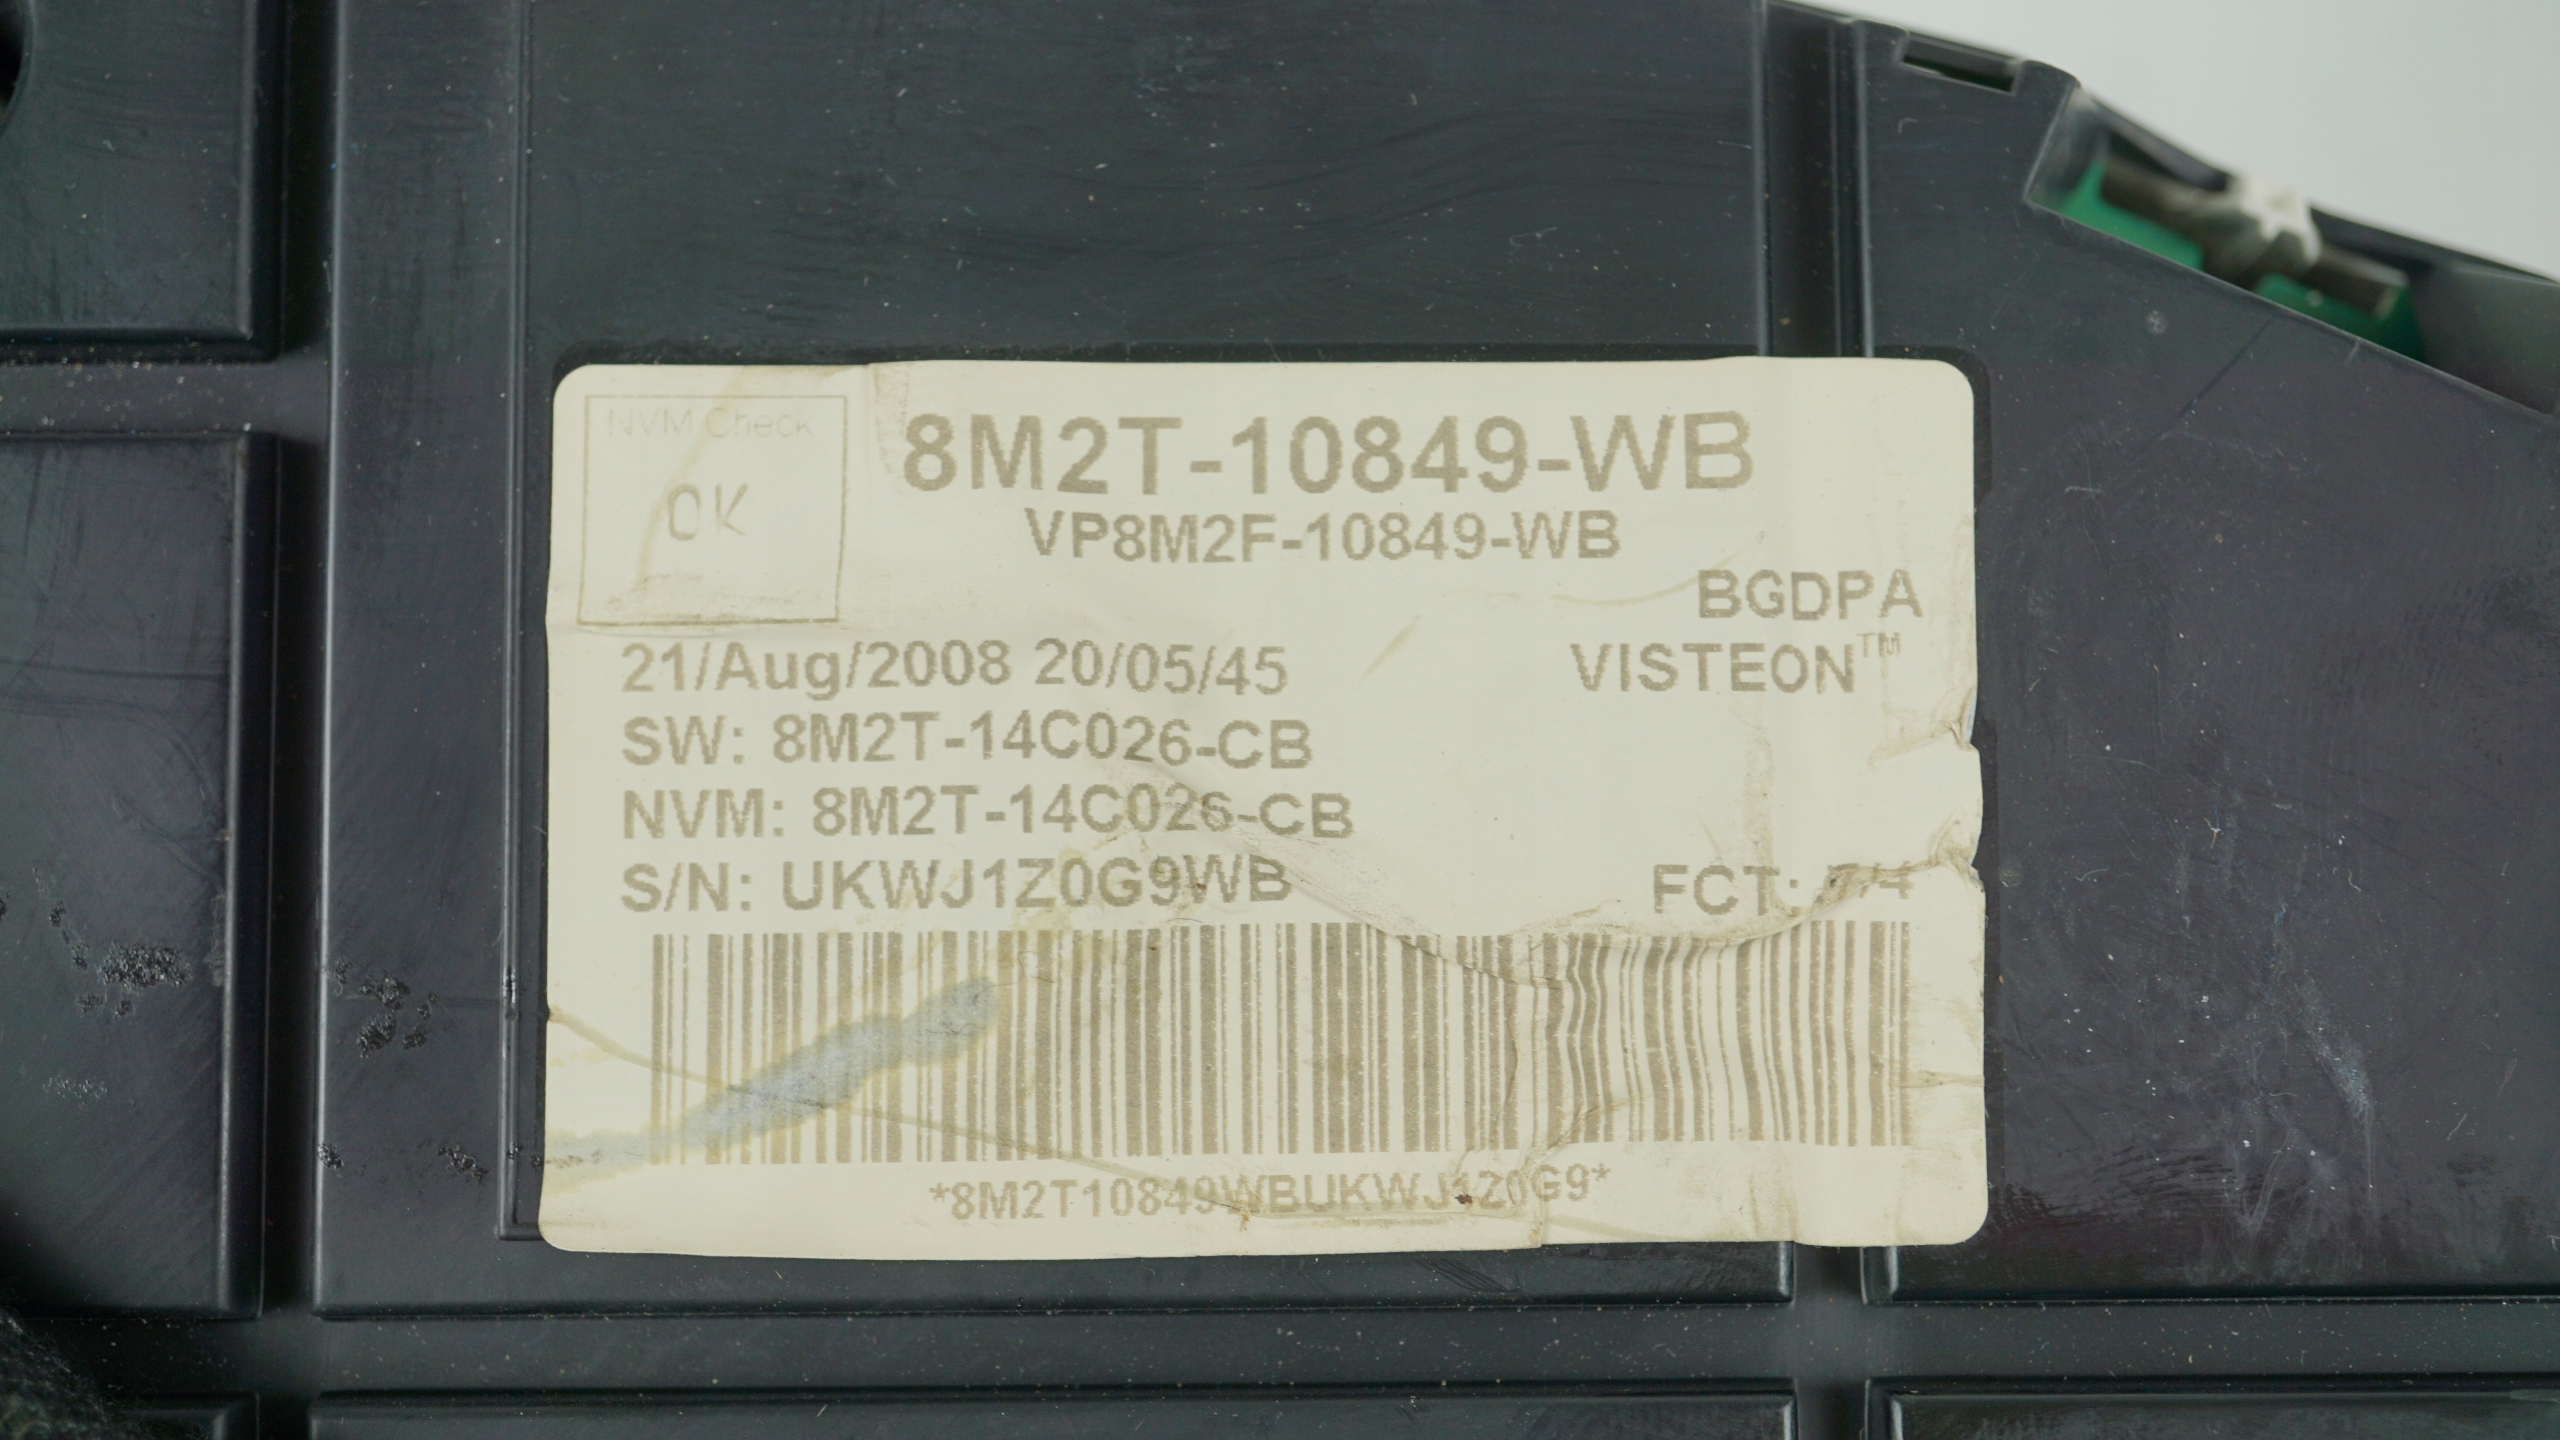 NVM Check
OK
8M2T-10849-WB
VP8M2F-10849-WB
BGDPA
21/Aug/2008 20/05/45
VISTEON™
SW: 8M2T-14C026-CB
NVM: 8M2T-14C026-CB
S/N: UKWJ1Z0G9WB
FCT:
*8M2T10849WBUKWJ1Z0G9*